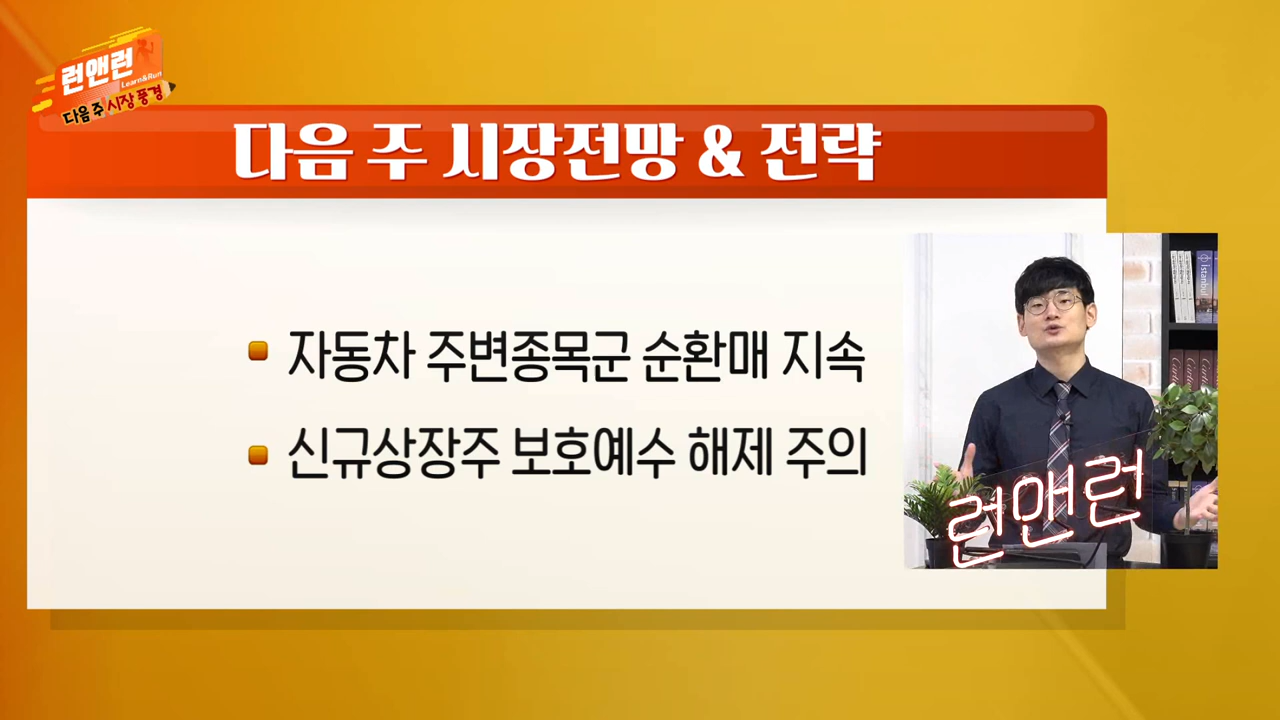 런앤런
Learn&Run
다음 주 시장 풍경
다음 주 시장전망 & 전략
자동차 주변종목군 순환매 지속
신규상장주 보호예수 해제 주의
istanbul
런앤런